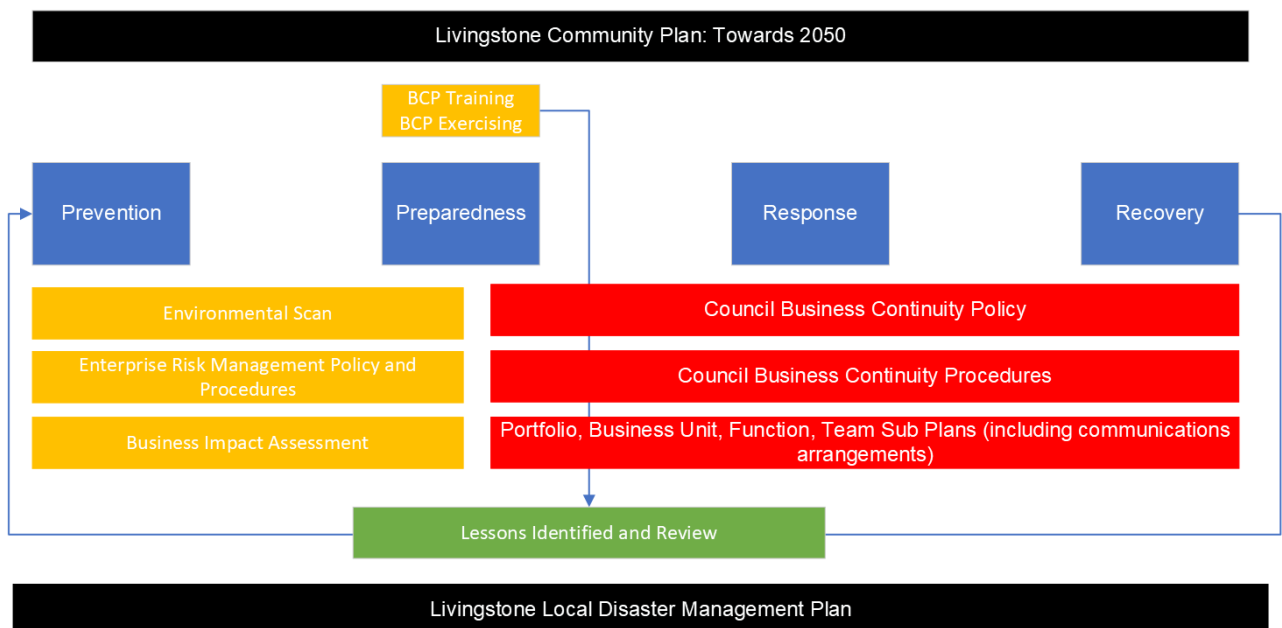 Livingstone Community Plan: Towards 2050
BCP Training
BCP Exercising
Prevention
Preparedness
Response
Recovery
Environmental Scan
Council Business Continuity Policy
Enterprise Risk Management Policy and
Procedures
Council Business Continuity Procedures
Business Impact Assessment
Portfolio, Business Unit, Function, Team Sub Plans (including communications
arrangements)
Lessons Identified and Review
Livingstone Local Disaster Management Plan